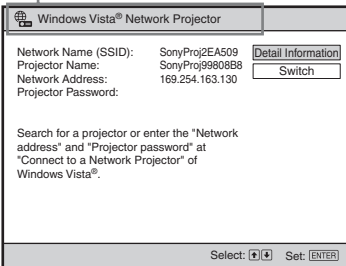 Windows Vista® Network Projector
Network Name (SSID): SonyProj2EA509
Projector Name: SonyProj99808B8
Network Address: 169.254.163.130
Projector Password:
Detail Information
Switch
Search for a projector or enter the "Network
address" and "Projector password" at
"Connect to a Network Projector" of
Windows Vista®.
Select: ↑ ↓ Set: ENTER